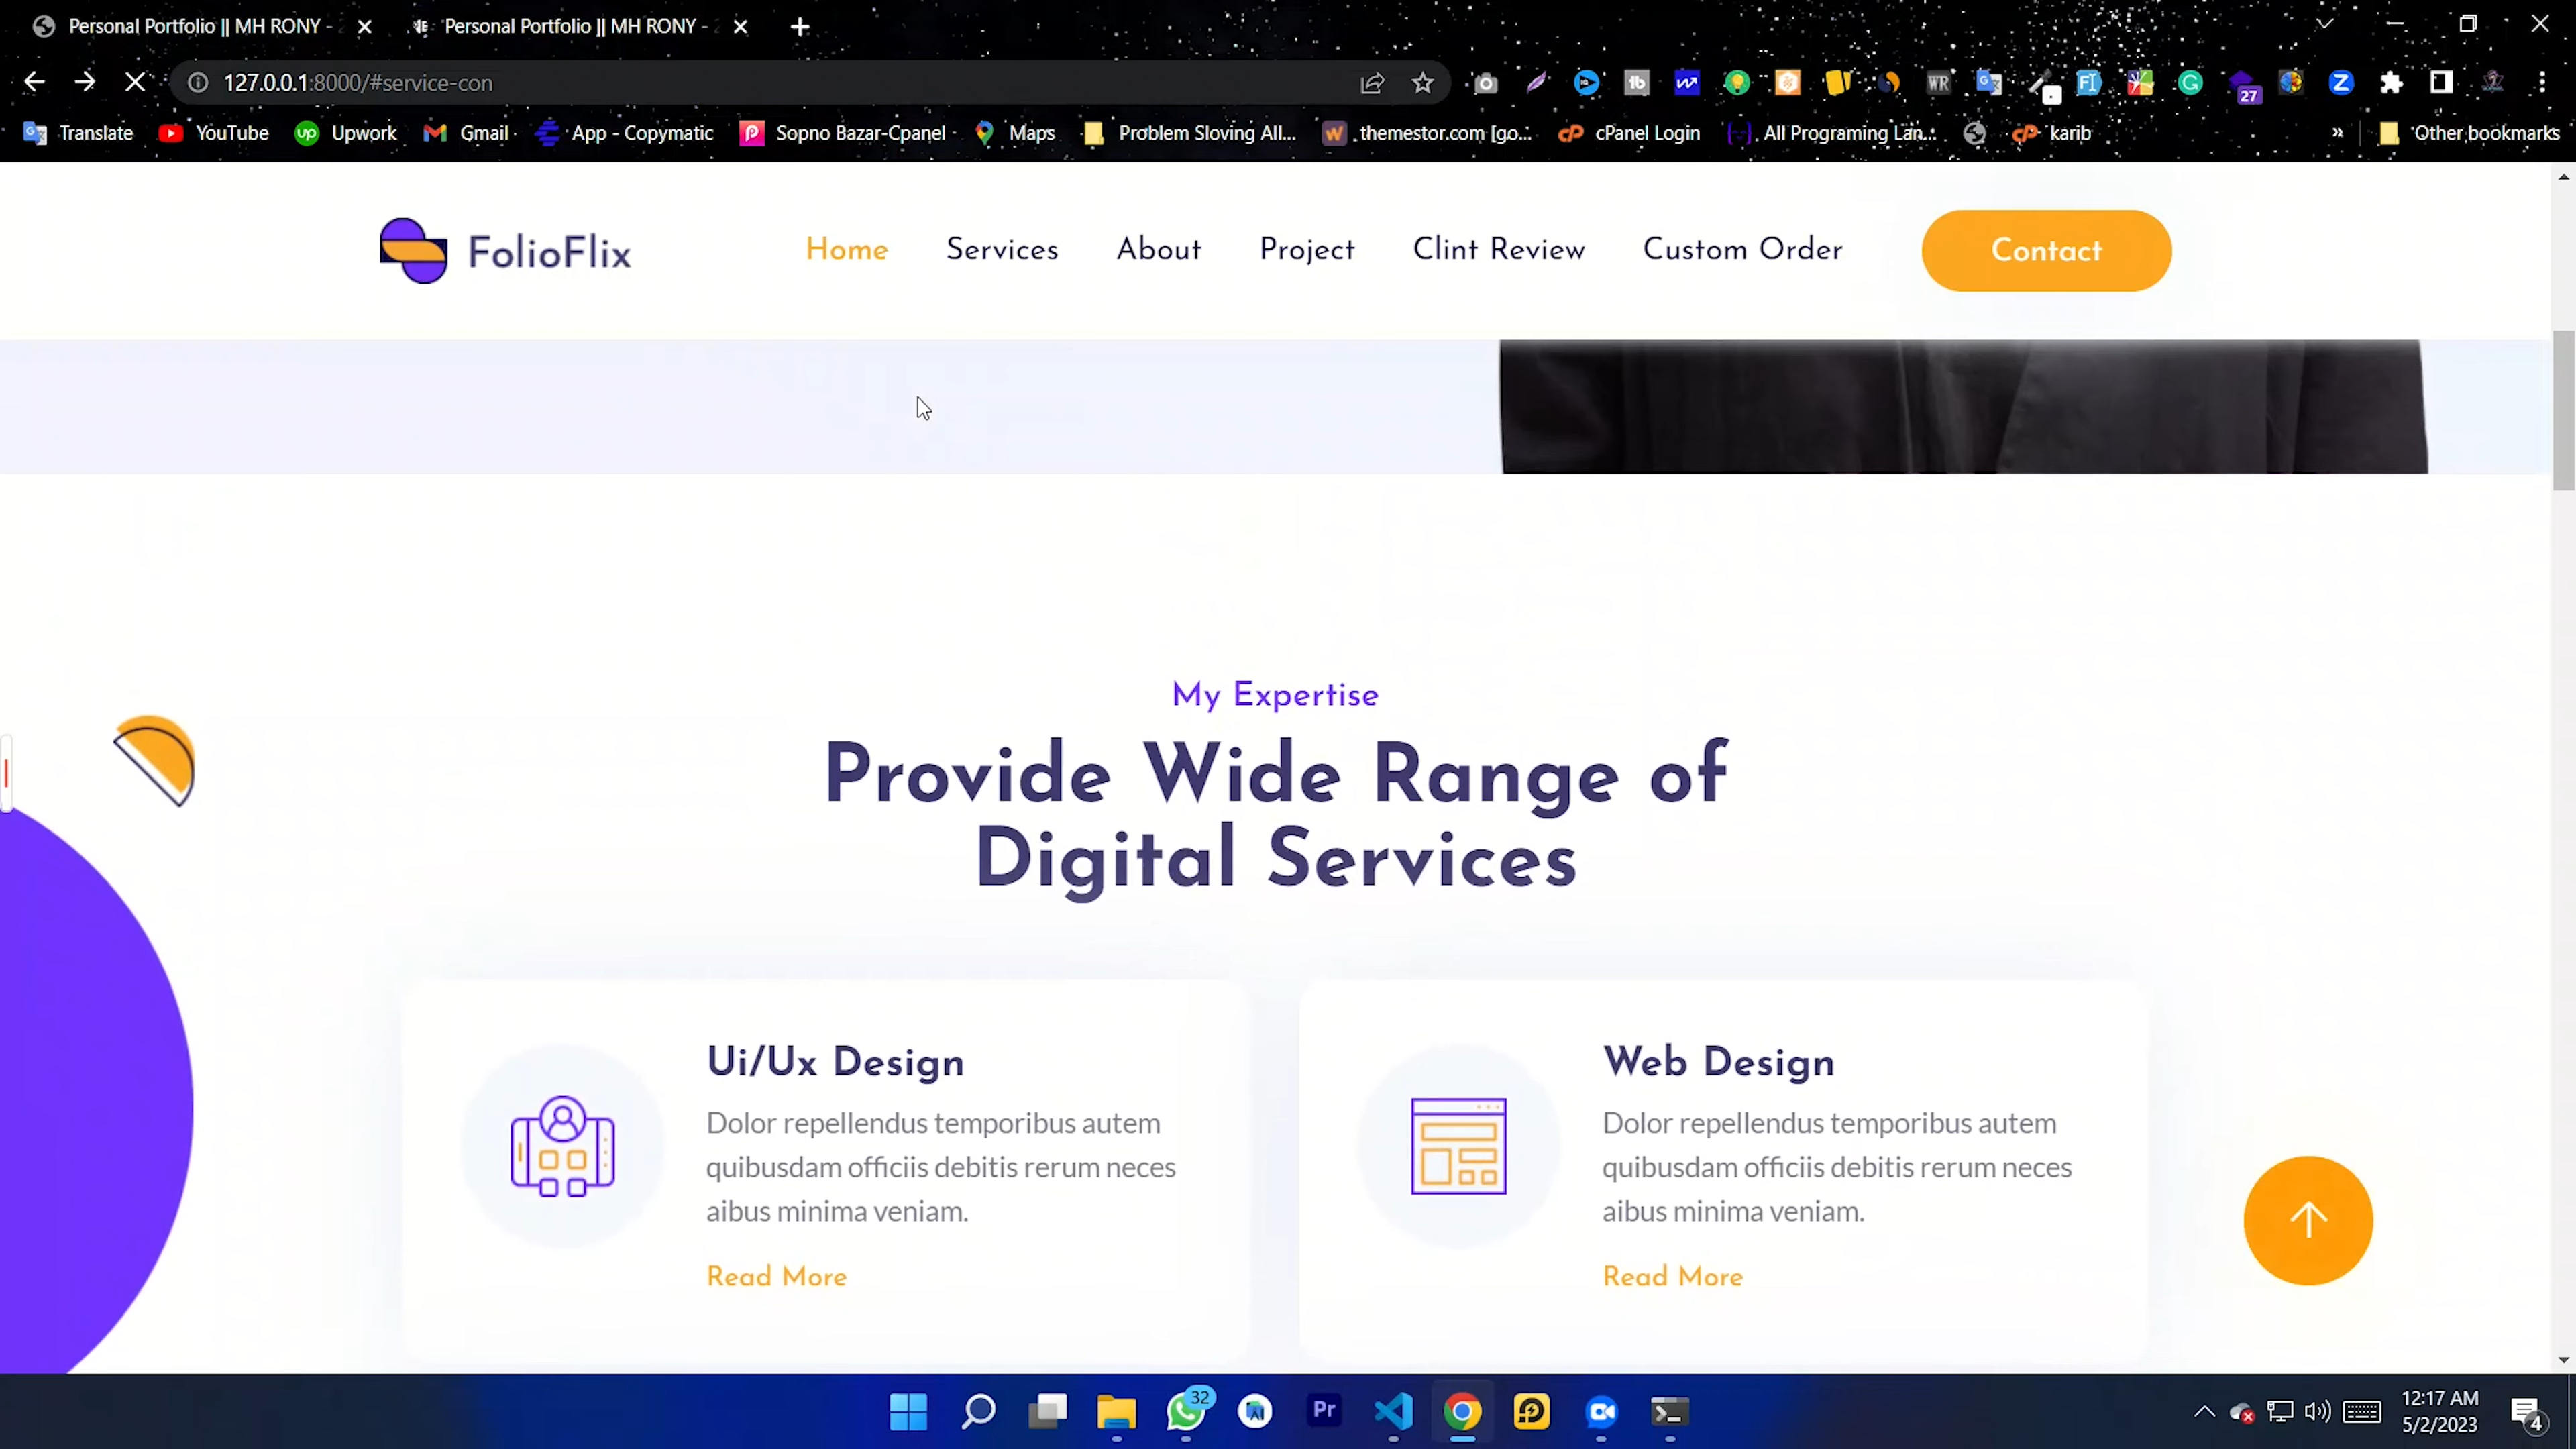 Personal Portfolio || MH RONY -
Personal Portfolio || MH RONY -
127.0.0.1:8000/#service-con
27
Translate
YouTube
Upwork
Gmail
App - Copymatic
Sopno Bazar-Cpanel
Maps
Problem Sloving All...
themestor.com [go...
cPanel Login
All Programing Lan...
karib
»
Other bookmarks
FolioFlix
Home
Services
About
Project
Clint Review
Custom Order
Contact
My Expertise
Provide Wide Range of
Digital Services
Ui/Ux Design
Dolor repellendus temporibus autem
quibusdam officiis debitis rerum neces
aibus minima veniam.
Read More
Web Design
Dolor repellendus temporibus autem
quibusdam officiis debitis rerum neces
aibus minima veniam.
Read More
32
Pr
12:17 AM
5/2/2023
4